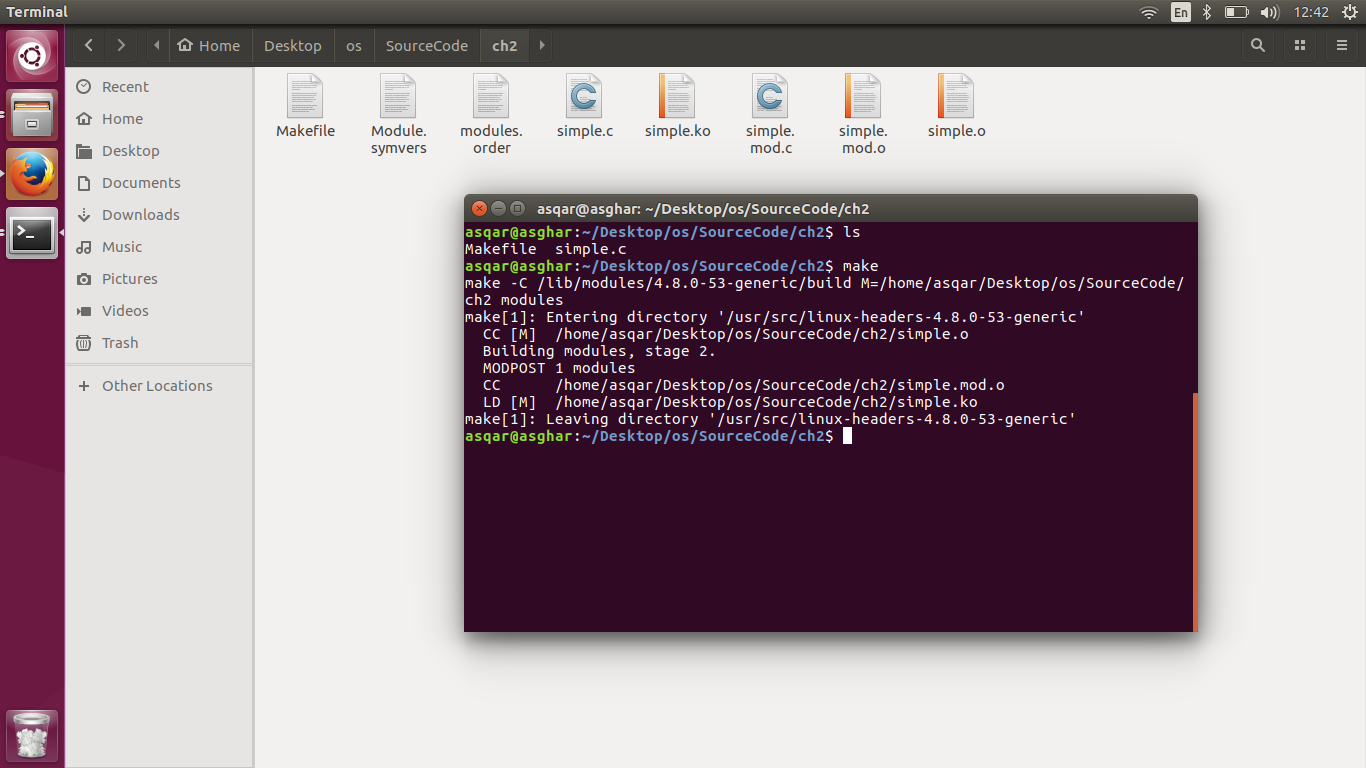 Terminal
En
12:42
Home
Desktop
os
SourceCode
ch2
Recent
Home
Desktop
Documents
Downloads
Music
Pictures
Videos
Trash
Other Locations
Makefile
Module.
symvers
modules.
order
simple.c
simple.ko
simple.
mod.c
simple.
mod.o
simple.o
asqar@asghar: ~/Desktop/os/SourceCode/ch2
asqar@asghar:~/Desktop/os/SourceCode/ch2$ ls
Makefile  simple.c
asqar@asghar:~/Desktop/os/SourceCode/ch2$ make
make -C /lib/modules/4.8.0-53-generic/build M=/home/asqar/Desktop/os/SourceCode/
ch2 modules
make[1]: Entering directory '/usr/src/linux-headers-4.8.0-53-generic'
  CC [M]  /home/asqar/Desktop/os/SourceCode/ch2/simple.o
  Building modules, stage 2.
  MODPOST 1 modules
  CC      /home/asqar/Desktop/os/SourceCode/ch2/simple.mod.o
  LD [M]  /home/asqar/Desktop/os/SourceCode/ch2/simple.ko
make[1]: Leaving directory '/usr/src/linux-headers-4.8.0-53-generic'
asqar@asghar:~/Desktop/os/SourceCode/ch2$